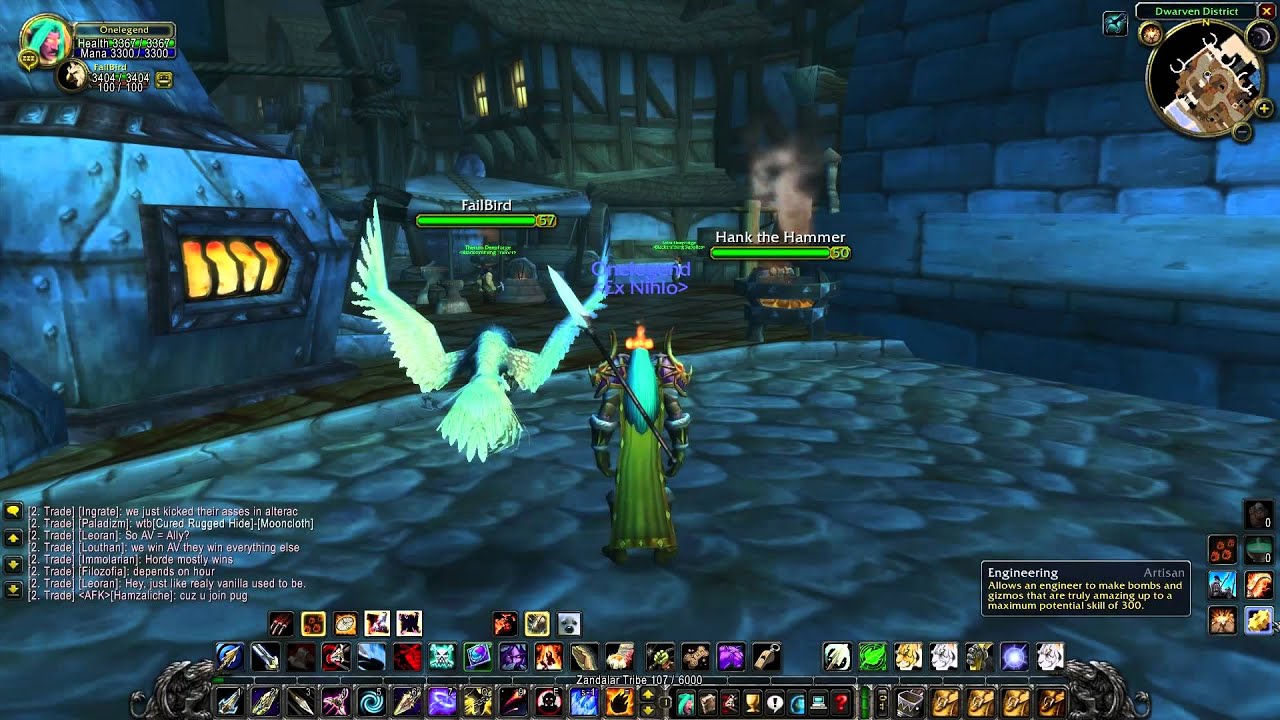 Onelegend
Health 3367 / 3367
Mana 3300 / 3300
FailBird
3404 / 3404
100 / 100
Dwarven District
N
FailBird
57
Hank the Hammer
50
Onelegend
<Ex Nihlo>
[2. Trade] [Ingrate]: we just kicked their asses in alterac
[2. Trade] [Paladizm]: wtb[Cured Rugged Hide]-[Mooncloth]
[2. Trade] [Leoran]: So AV = Ally?
[2. Trade] [Louthan]: we win AV they win everything else
[2. Trade] [Immolarian]: Horde mostly wins
[2. Trade] [Filozofia]: depends on hour
[2. Trade] [Leoran]: Hey, just like realy vanilla used to be.
[2. Trade] <AFK>[Hamzaliche]: cuz u join pug
Engineering Artisan
Allows an engineer to make bombs and
gizmos that are truly amazing up to a
maximum potential skill of 300.
0
0
Zandalar Tribe 107 / 6000